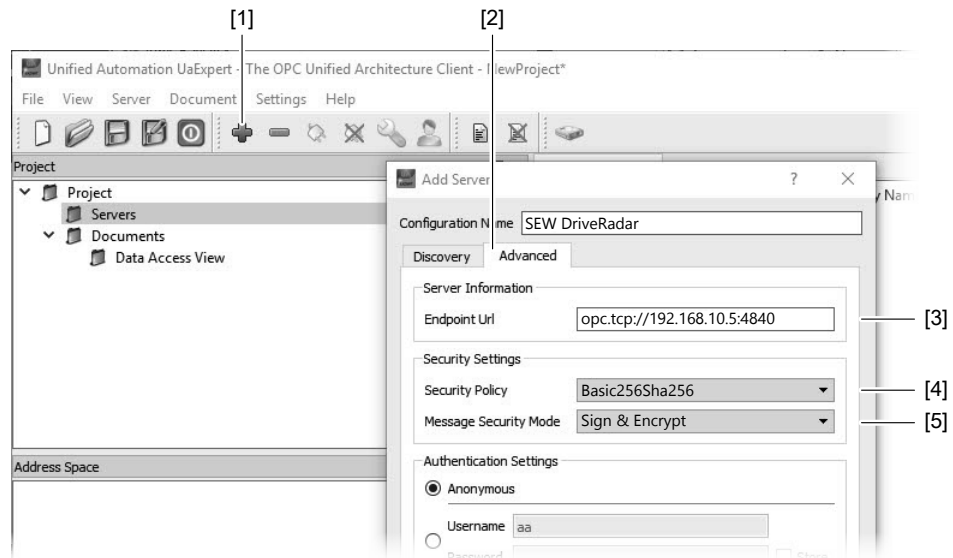 [1] [2]
Unified Automation UaExpert - The OPC Unified Architecture Client - NewProject*
File View Server Document Settings Help
Project
Project
Servers
Documents
Data Access View
Add Server ?
Configuration Name SEW DriveRadar
Discovery Advanced
Server Information
Endpoint Url opc.tcp://192.168.10.5:4840 [3]
Security Settings
Security Policy Basic256Sha256 [4]
Message Security Mode Sign & Encrypt [5]
Address Space
Authentication Settings
Anonymous
Username aa
Password Store